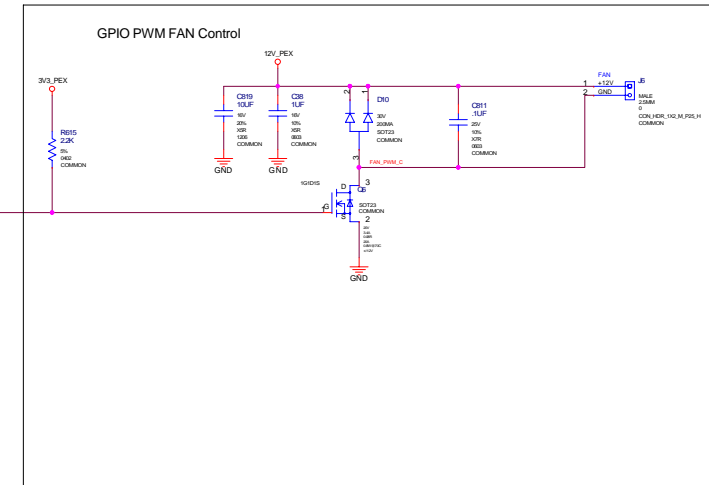 GPIO PWM FAN Control
12V_PEX
3V3_PEX
R615
2.2K
5%
0402
COMMON
C819
10UF
16V
20%
X5R
1206
COMMON
GND
C38
1UF
16V
10%
X5R
0603
COMMON
GND
2
1
D10
30V
200MA
SOT23
COMMON
3
FAN_PWM_C
C811
.1UF
25V
10%
X7R
0603
COMMON
1
2
FAN
+12V
GND
J5
MALE
2.5MM
0
CON_HDR_1X2_M_P25_H
COMMON
1G1D1S
D
3
G
1
S
2
SOT23
COMMON
GND